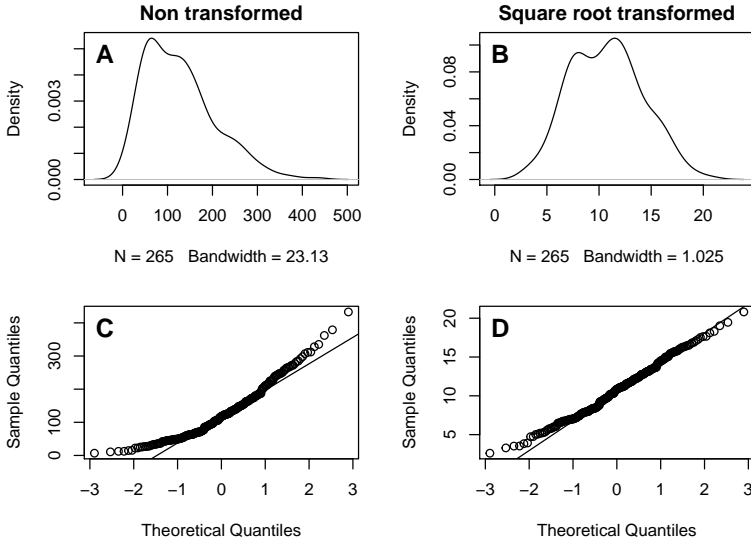 Non transformed
Square root transformed
A
Density
0.000
0.003
0 100 200 300 400 500
N = 265 Bandwidth = 23.13
B
Density
0.00
0.04
0.08
0 5 10 15 20
N = 265 Bandwidth = 1.025
C
Sample Quantiles
0
100
300
−3 −2 −1 0 1 2 3
Theoretical Quantiles
D
Sample Quantiles
5
10
15
20
−3 −2 −1 0 1 2 3
Theoretical Quantiles